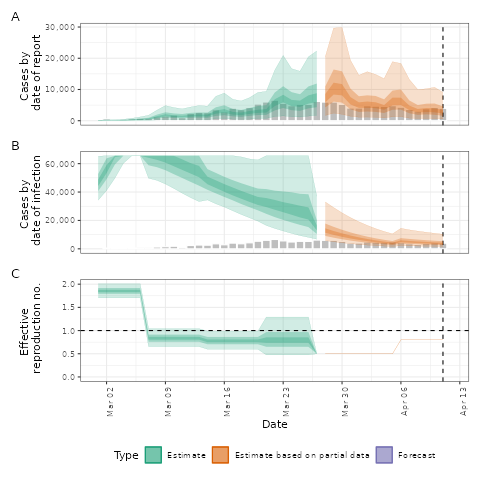 A
30,000
20,000
10,000
0
Cases by
date of report
B
60,000
40,000
20,000
0
Cases by
date of infection
C
2.0
1.5
1.0
0.5
0.0
Effective
reproduction no.
Mar 02
Mar 09
Mar 16
Mar 23
Mar 30
Apr 06
Apr 13
Date
Type Estimate Estimate based on partial data Forecast